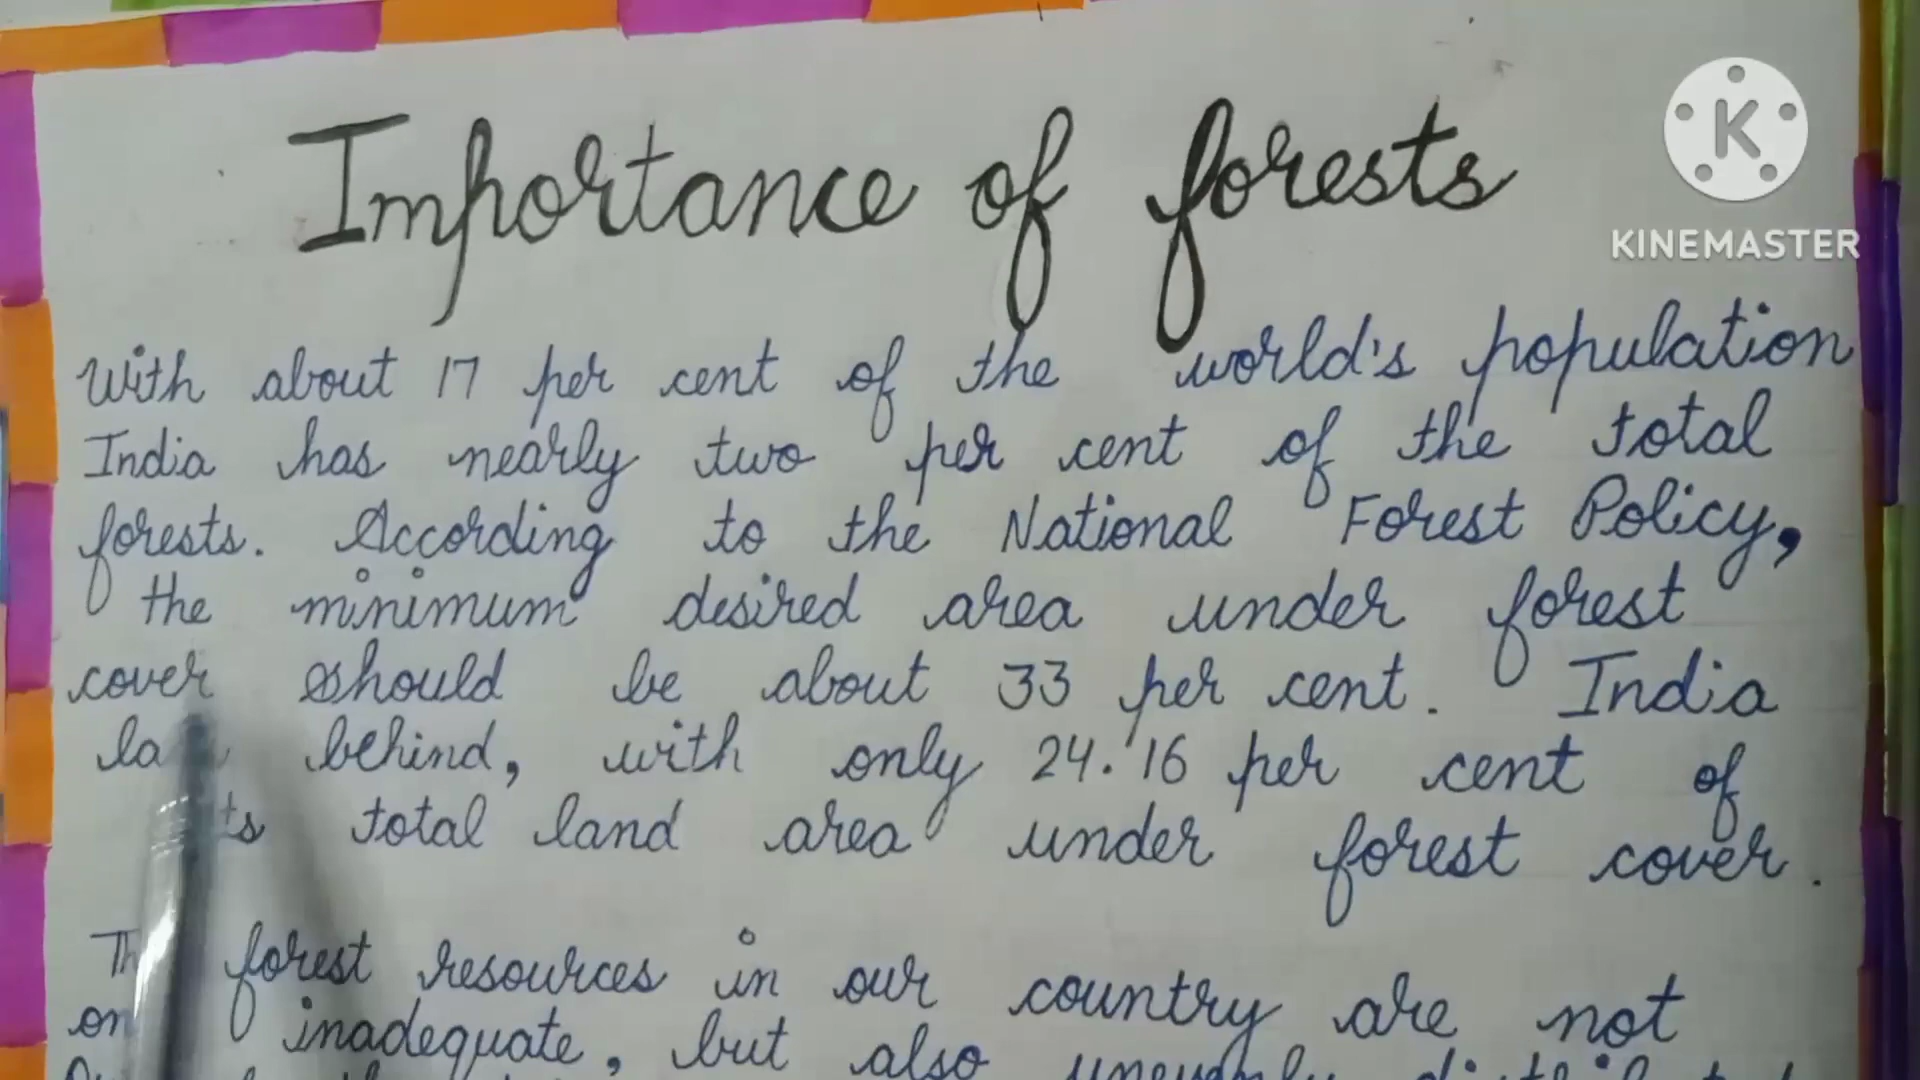 Importance of forests
K
KINEMASTER
With about 17 per cent of the world's population
India has nearly two per cent of the total
forests. According to the National Forest Policy,
the minimum desired area under forest
cover should be about 33 per cent. India
behind, with only 24.16 per cent of
total land area under forest cover.
forest resources in our country are not
inadequate, but also